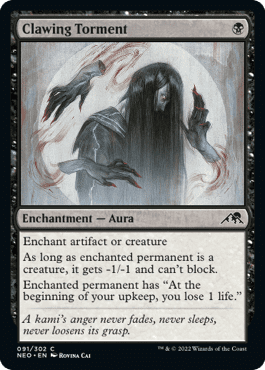 Clawing Torment
Enchantment — Aura
Enchant artifact or creature
As long as enchanted permanent is a
creature, it gets -1/-1 and can't block.
Enchanted permanent has "At the
beginning of your upkeep, you lose 1 life."
A kami's anger never fades, never sleeps,
never loosens its grasp.
091/302 C
NEO • EN Rovina Cai
™ & © 2022 Wizards of the Coast